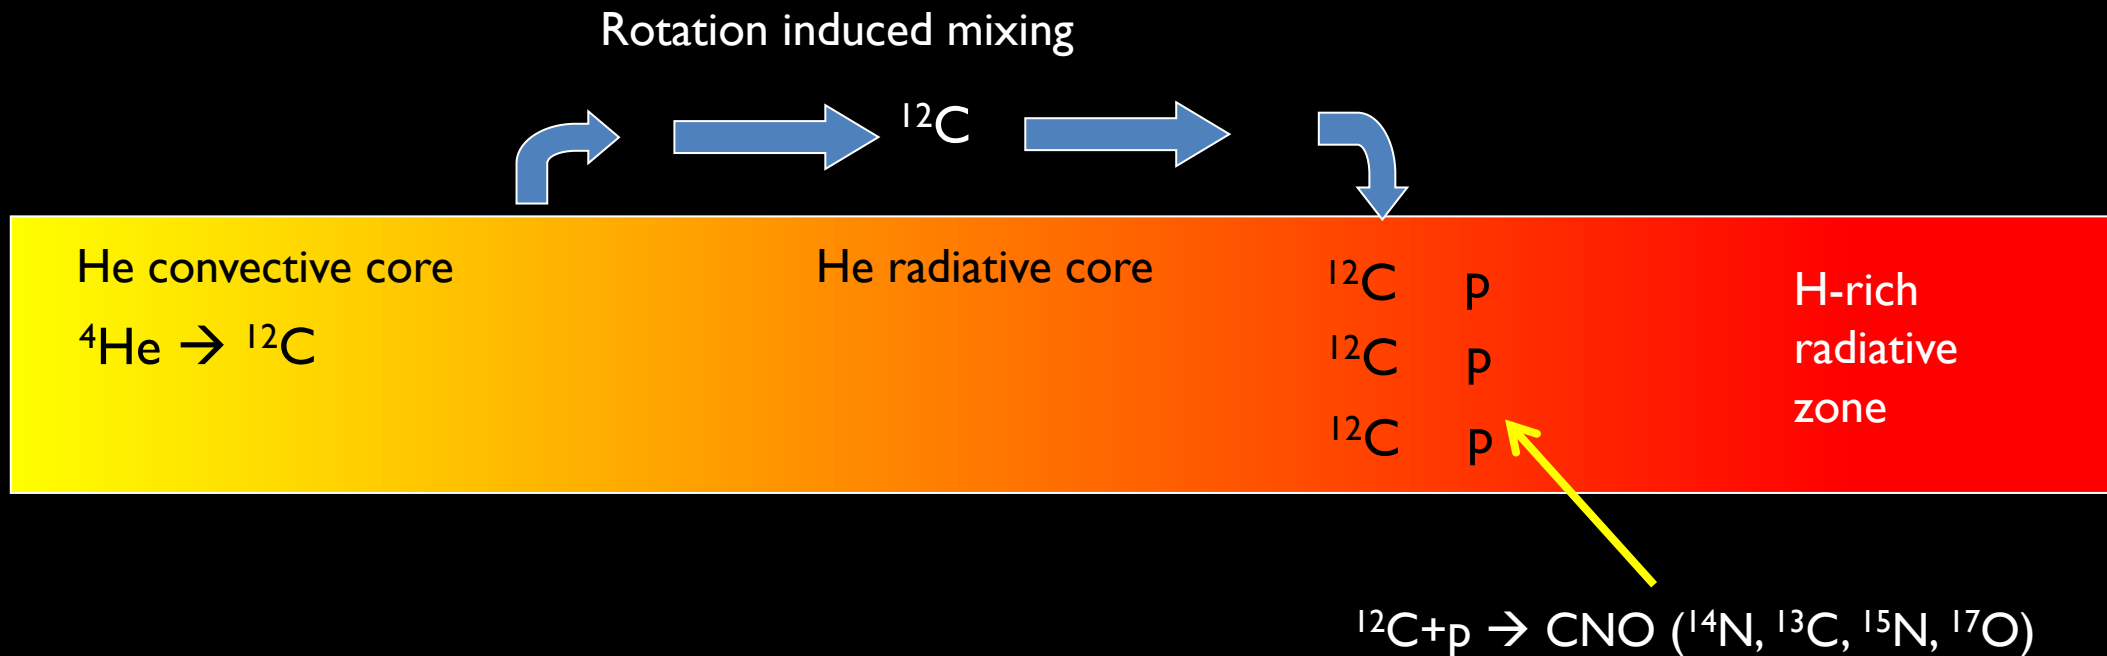 Rotation induced mixing
¹²C
He convective core
⁴He → ¹²C
He radiative core
¹²C p
¹²C p
¹²C p
H-rich
radiative
zone
¹²C+p → CNO (¹⁴N, ¹³C, ¹⁵N, ¹⁷O)